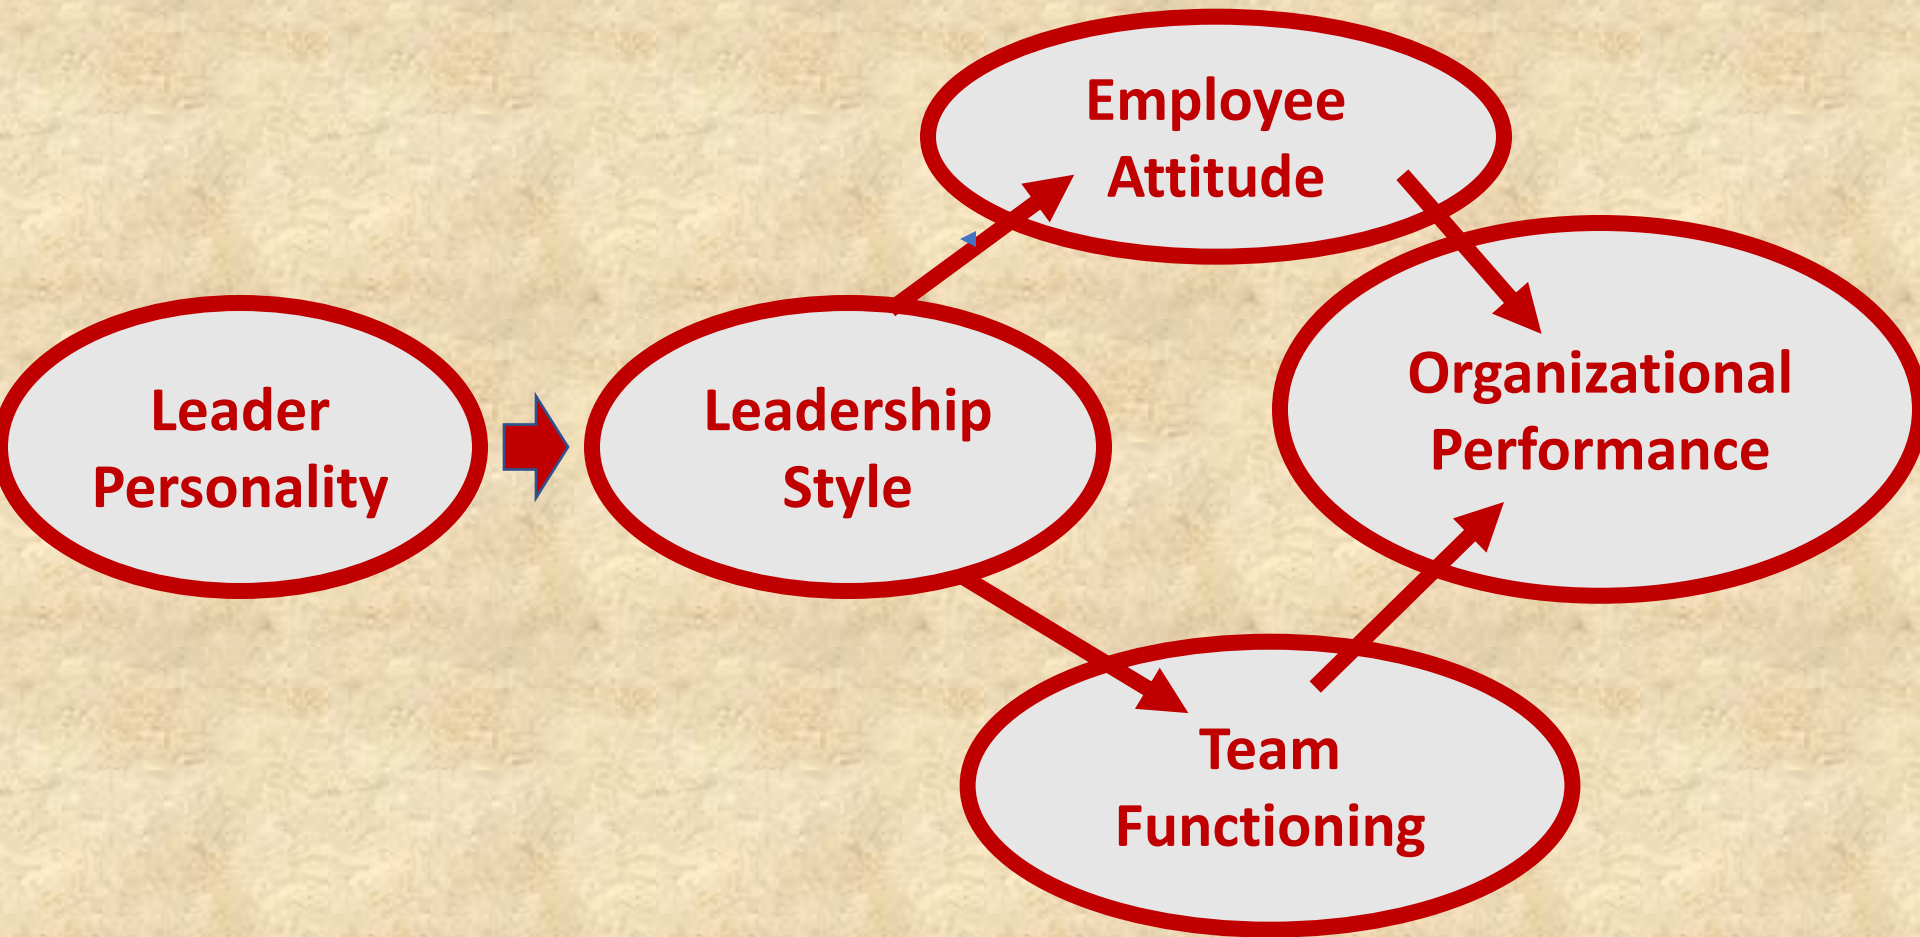 Employee
Attitude
Leader
Personality
Leadership
Style
Organizational
Performance
Team
Functioning